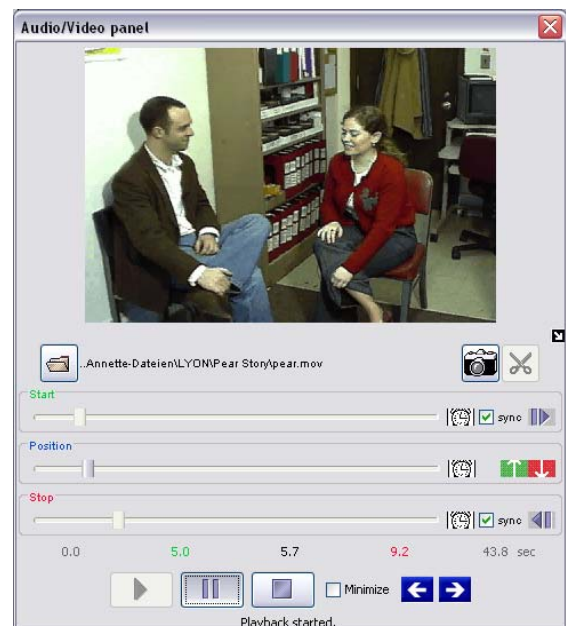 Audio/Video panel
..Annette-Dateien\LYON\Pear Story\pear.mov
Start
sync
Position
Stop
sync
0.0 5.0 5.7 9.2 43.8 sec
Minimize
Playback started.